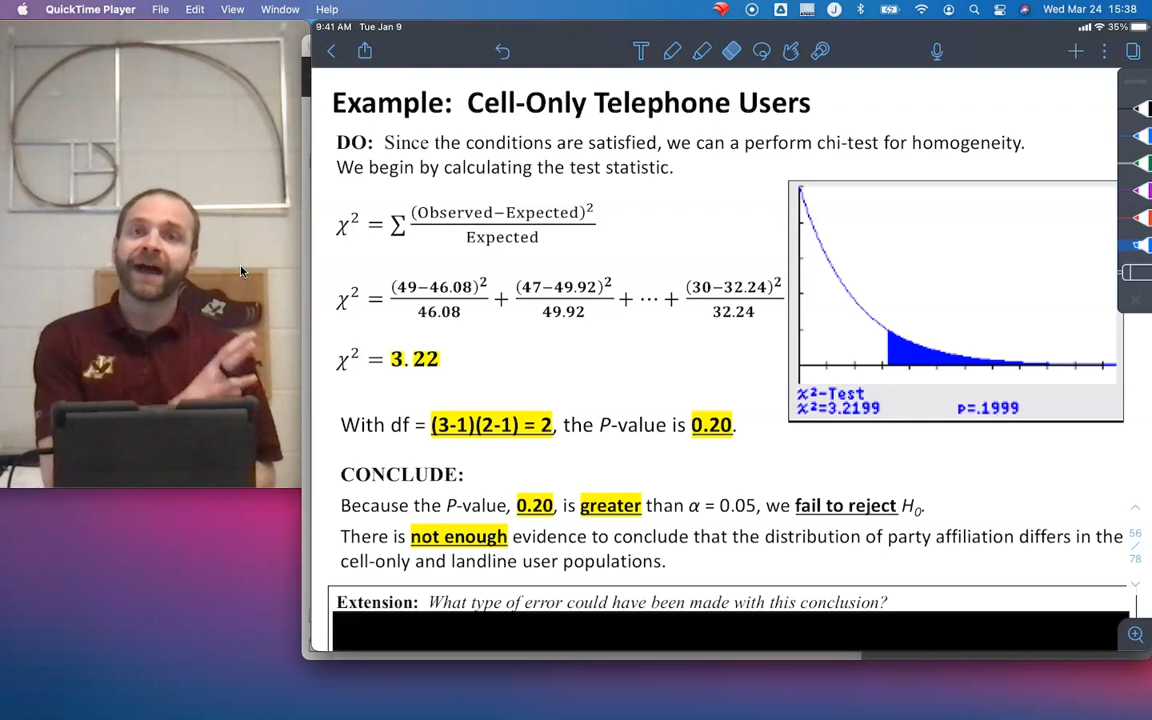 QuickTime Player File Edit View Window Help
Wed Mar 24 15:38
9:41 AM Tue Jan 9
35%
Example: Cell-Only Telephone Users
DO: Since the conditions are satisfied, we can a perform chi-test for homogeneity.
We begin by calculating the test statistic.
χ² = ∑ (Observed−Expected)² / Expected
χ² = (49−46.08)² / 46.08 + (47−49.92)² / 49.92 + ⋯ + (30−32.24)² / 32.24
χ² = 3.22
χ²-Test
χ²=3.2199 p=.1999
With df = (3-1)(2-1) = 2, the P-value is 0.20.
CONCLUDE:
Because the P-value, 0.20, is greater than α = 0.05, we fail to reject H₀.
There is not enough evidence to conclude that the distribution of party affiliation differs in the
cell-only and landline user populations.
56
/
78
Extension: What type of error could have been made with this conclusion?